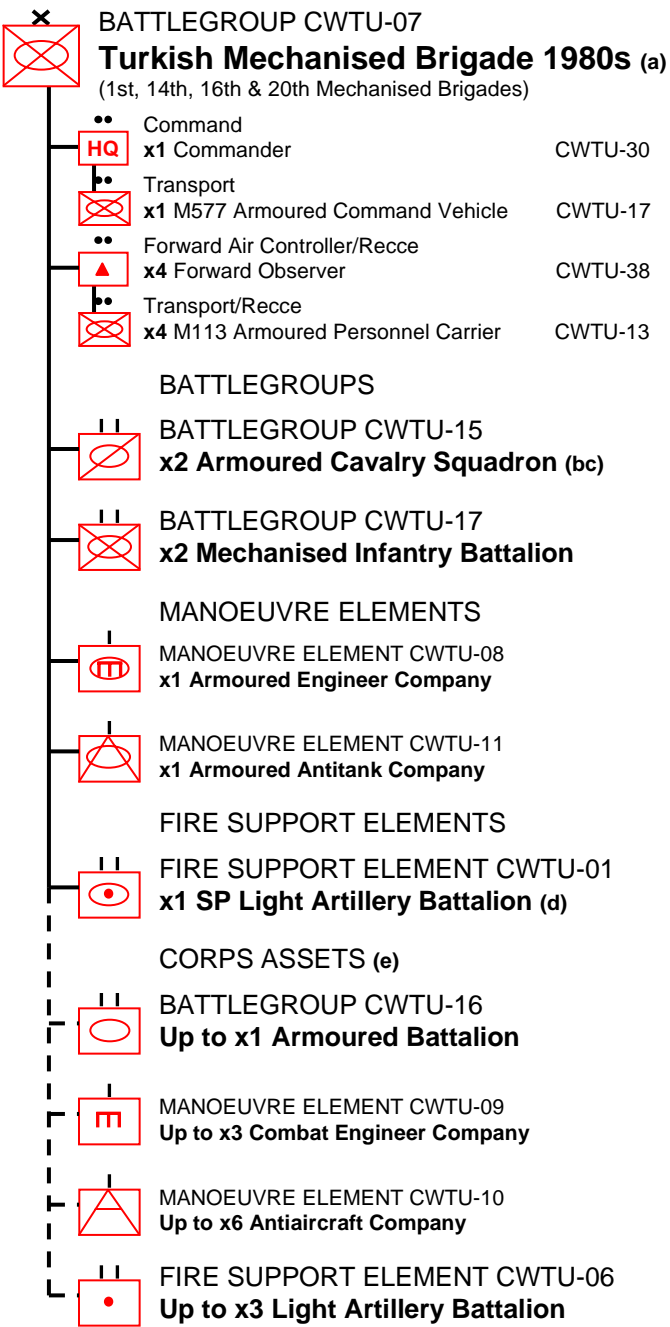 BATTLEGROUP CWTU-07
Turkish Mechanised Brigade 1980s (a)
(1st, 14th, 16th & 20th Mechanised Brigades)
Command
HQ x1 Commander CWTU-30
Transport
x1 M577 Armoured Command Vehicle CWTU-17
Forward Air Controller/Recce
x4 Forward Observer CWTU-38
Transport/Recce
x4 M113 Armoured Personnel Carrier CWTU-13
BATTLEGROUPS
BATTLEGROUP CWTU-15
x2 Armoured Cavalry Squadron (bc)
BATTLEGROUP CWTU-17
x2 Mechanised Infantry Battalion
MANOEUVRE ELEMENTS
MANOEUVRE ELEMENT CWTU-08
x1 Armoured Engineer Company
MANOEUVRE ELEMENT CWTU-11
x1 Armoured Antitank Company
FIRE SUPPORT ELEMENTS
FIRE SUPPORT ELEMENT CWTU-01
x1 SP Light Artillery Battalion (d)
CORPS ASSETS (e)
BATTLEGROUP CWTU-16
Up to x1 Armoured Battalion
MANOEUVRE ELEMENT CWTU-09
Up to x3 Combat Engineer Company
MANOEUVRE ELEMENT CWTU-10
Up to x6 Antiaircraft Company
FIRE SUPPORT ELEMENT CWTU-06
Up to x3 Light Artillery Battalion